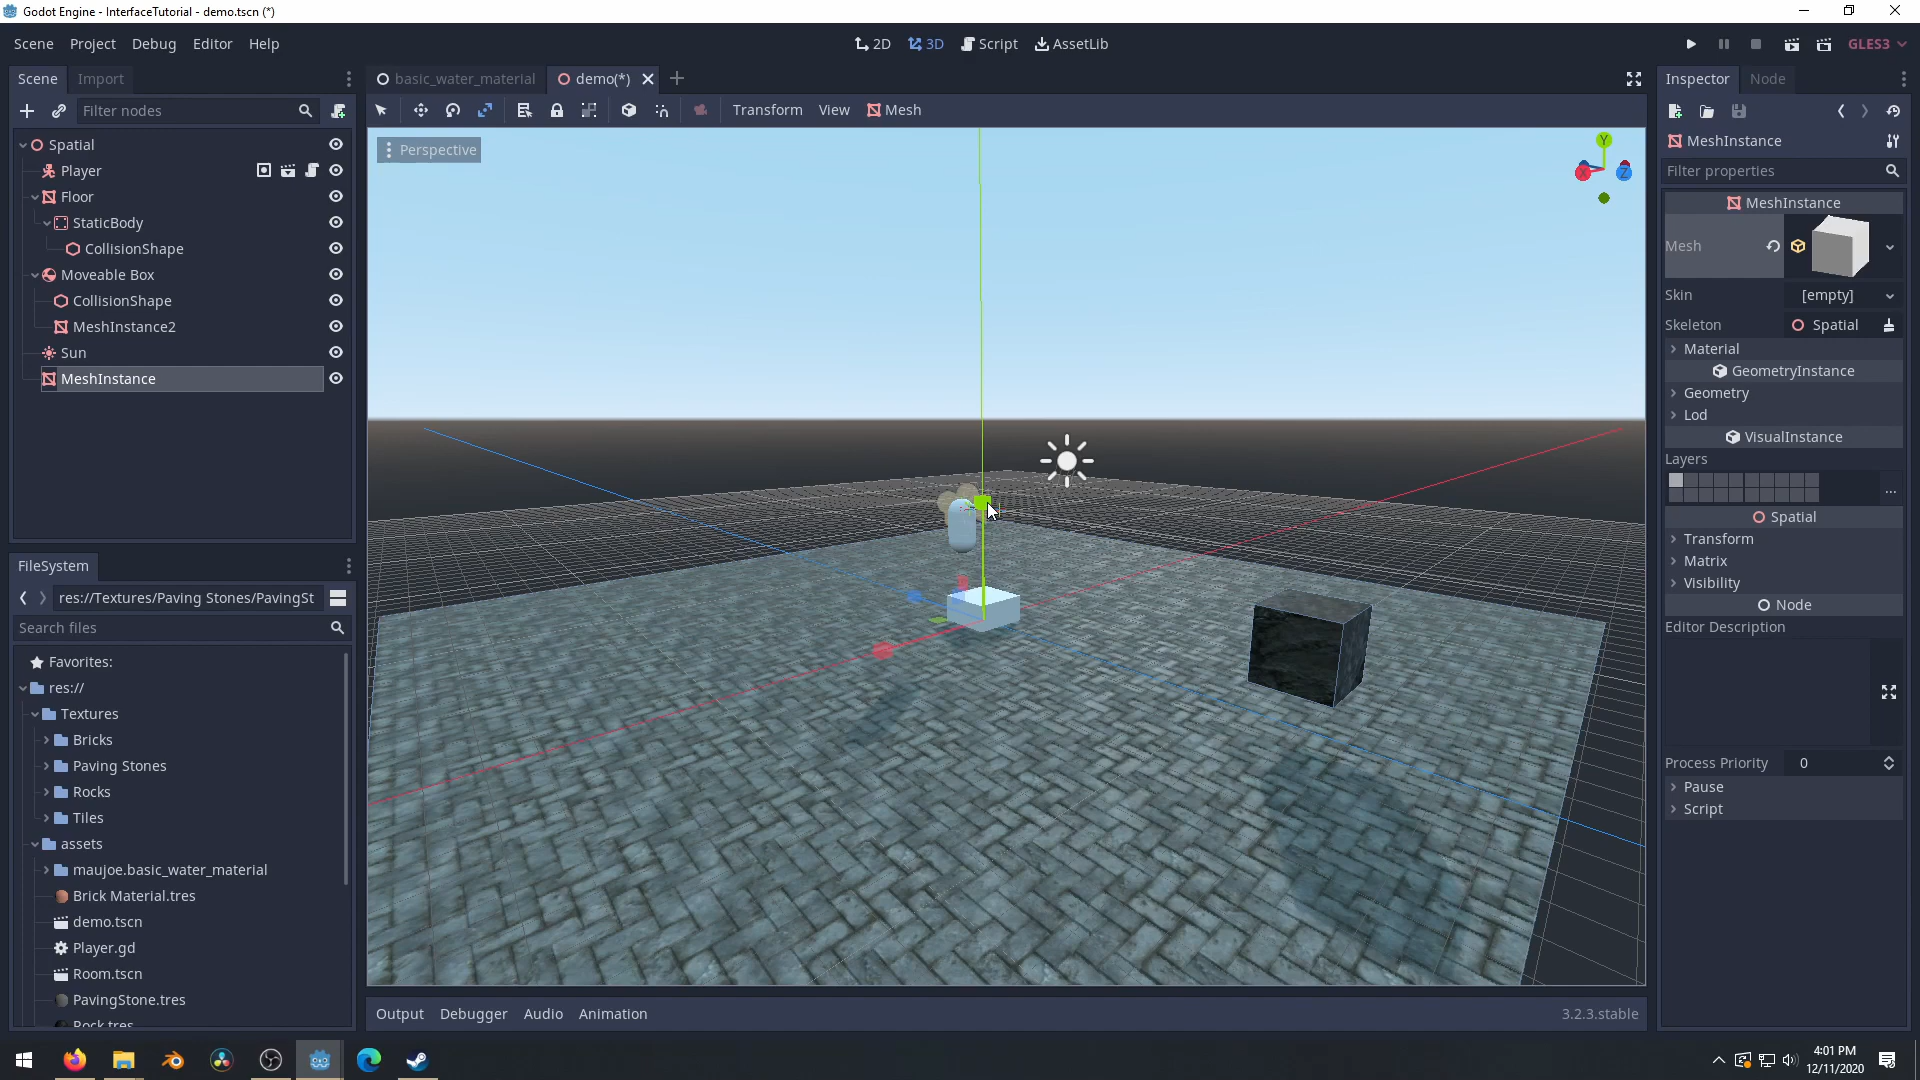 Godot Engine - InterfaceTutorial - demo.tscn (*)
Scene Project Debug Editor Help
2D 3D Script AssetLib
GLES3
Scene Import
basic_water_material demo(*)
Inspector Node
Filter nodes
Transform View Mesh
Perspective
Y
X
Z
Spatial
Player
Floor
StaticBody
CollisionShape
Moveable Box
CollisionShape
MeshInstance2
Sun
MeshInstance
FileSystem
res://Textures/Paving Stones/PavingSt
Search files
Favorites:
res://
Textures
Bricks
Paving Stones
Rocks
Tiles
assets
maujoe.basic_water_material
Brick Material.tres
demo.tscn
Player.gd
Room.tscn
PavingStone.tres
Rock.tres
MeshInstance
Filter properties
MeshInstance
Mesh
Skin [empty]
Skeleton Spatial
Material
GeometryInstance
Geometry
Lod
VisualInstance
Layers
...
Spatial
Transform
Matrix
Visibility
Node
Editor Description
Process Priority 0
Pause
Script
Output Debugger Audio Animation
3.2.3.stable
4:01 PM
12/11/2020